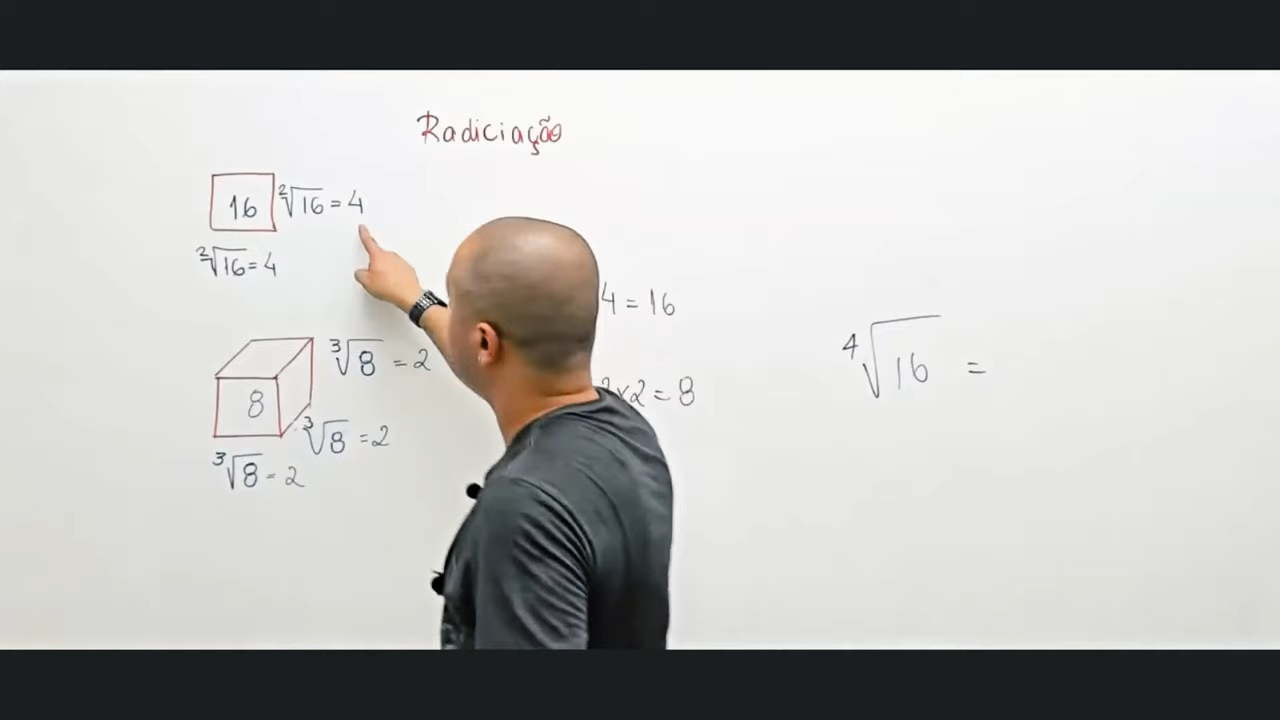 Radiciação
16 ²√16 = 4
²√16 = 4
4 = 16
³√8 = 2
8
×2 = 8
³√8 = 2
³√8 = 2
⁴√16 =